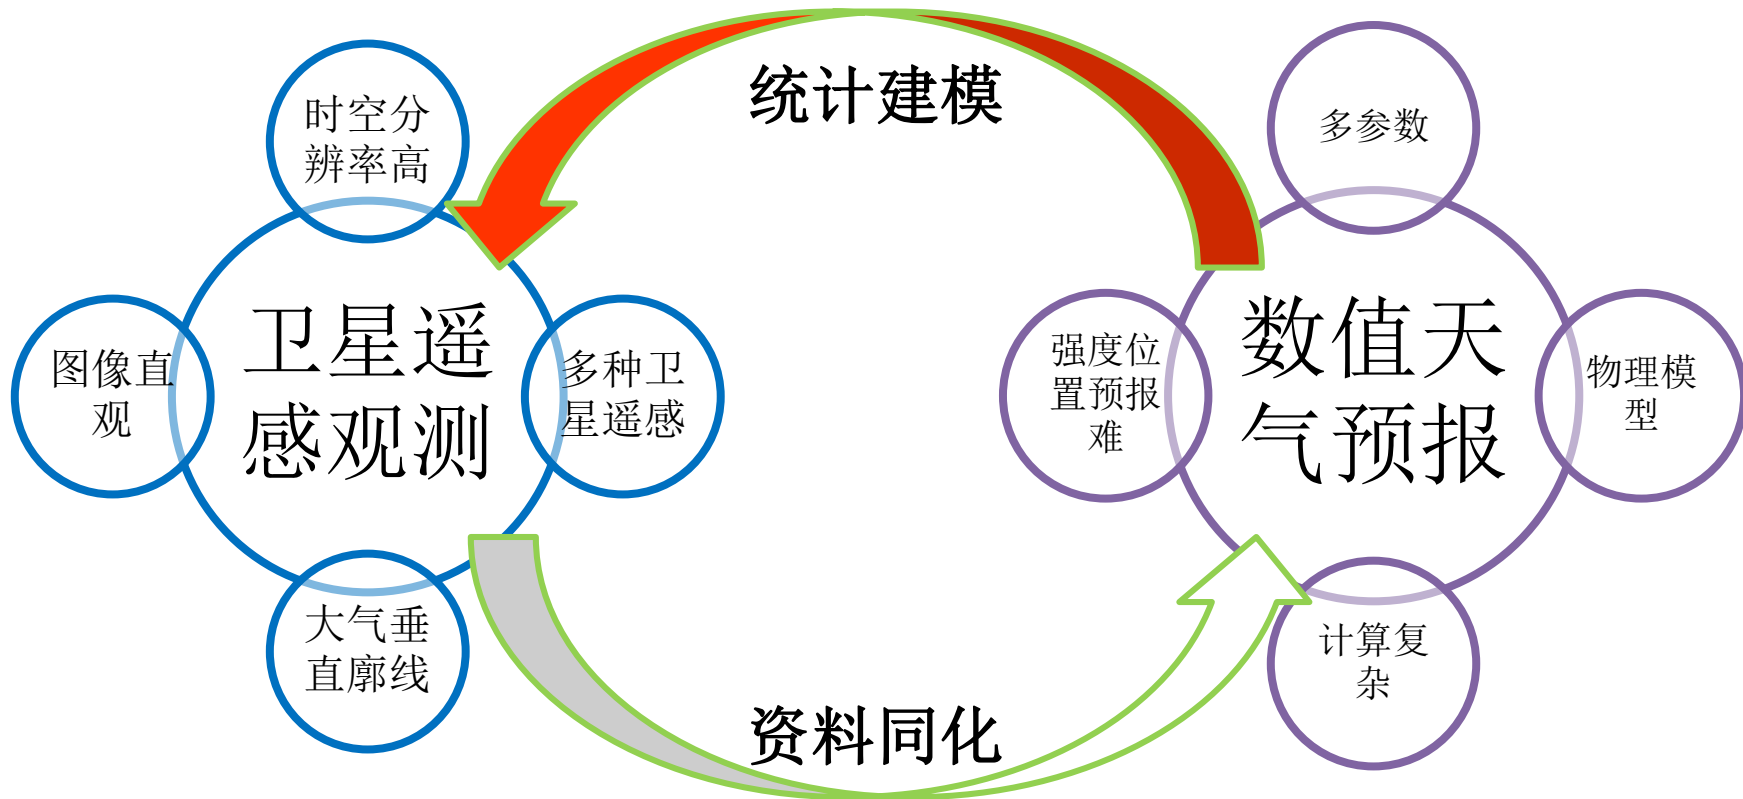 统计建模
时空分
辨率高
图像直
观
卫星遥
感观测
多种卫
星遥感
大气垂
直廓线
多参数
强度位
置预报
难
数值天
气预报
物理模
型
计算复
杂
资料同化